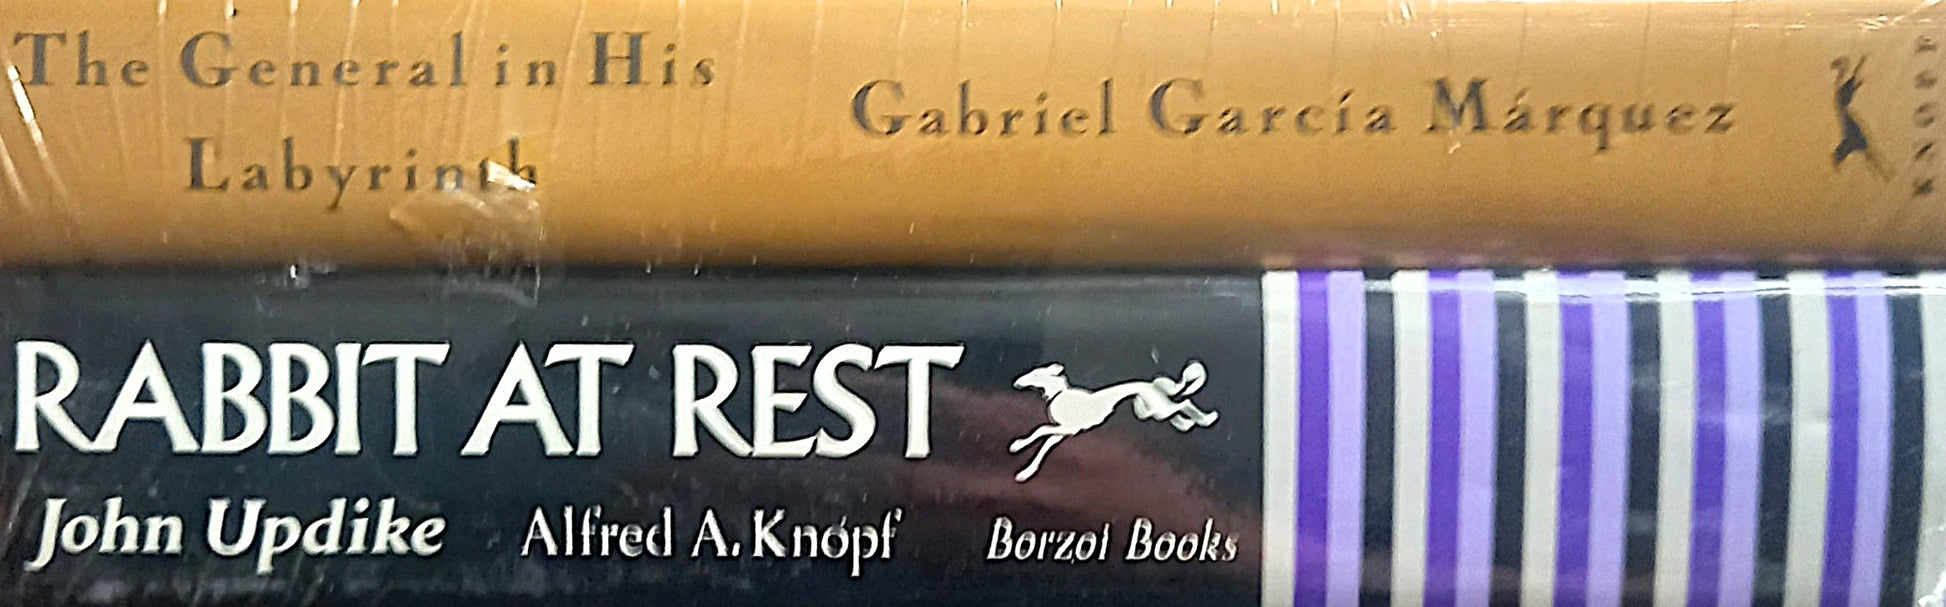 The General in His
Labyrinth
Gabriel García Márquez
RABBIT AT REST
John Updike Alfred A. Knopf Borzoi Books